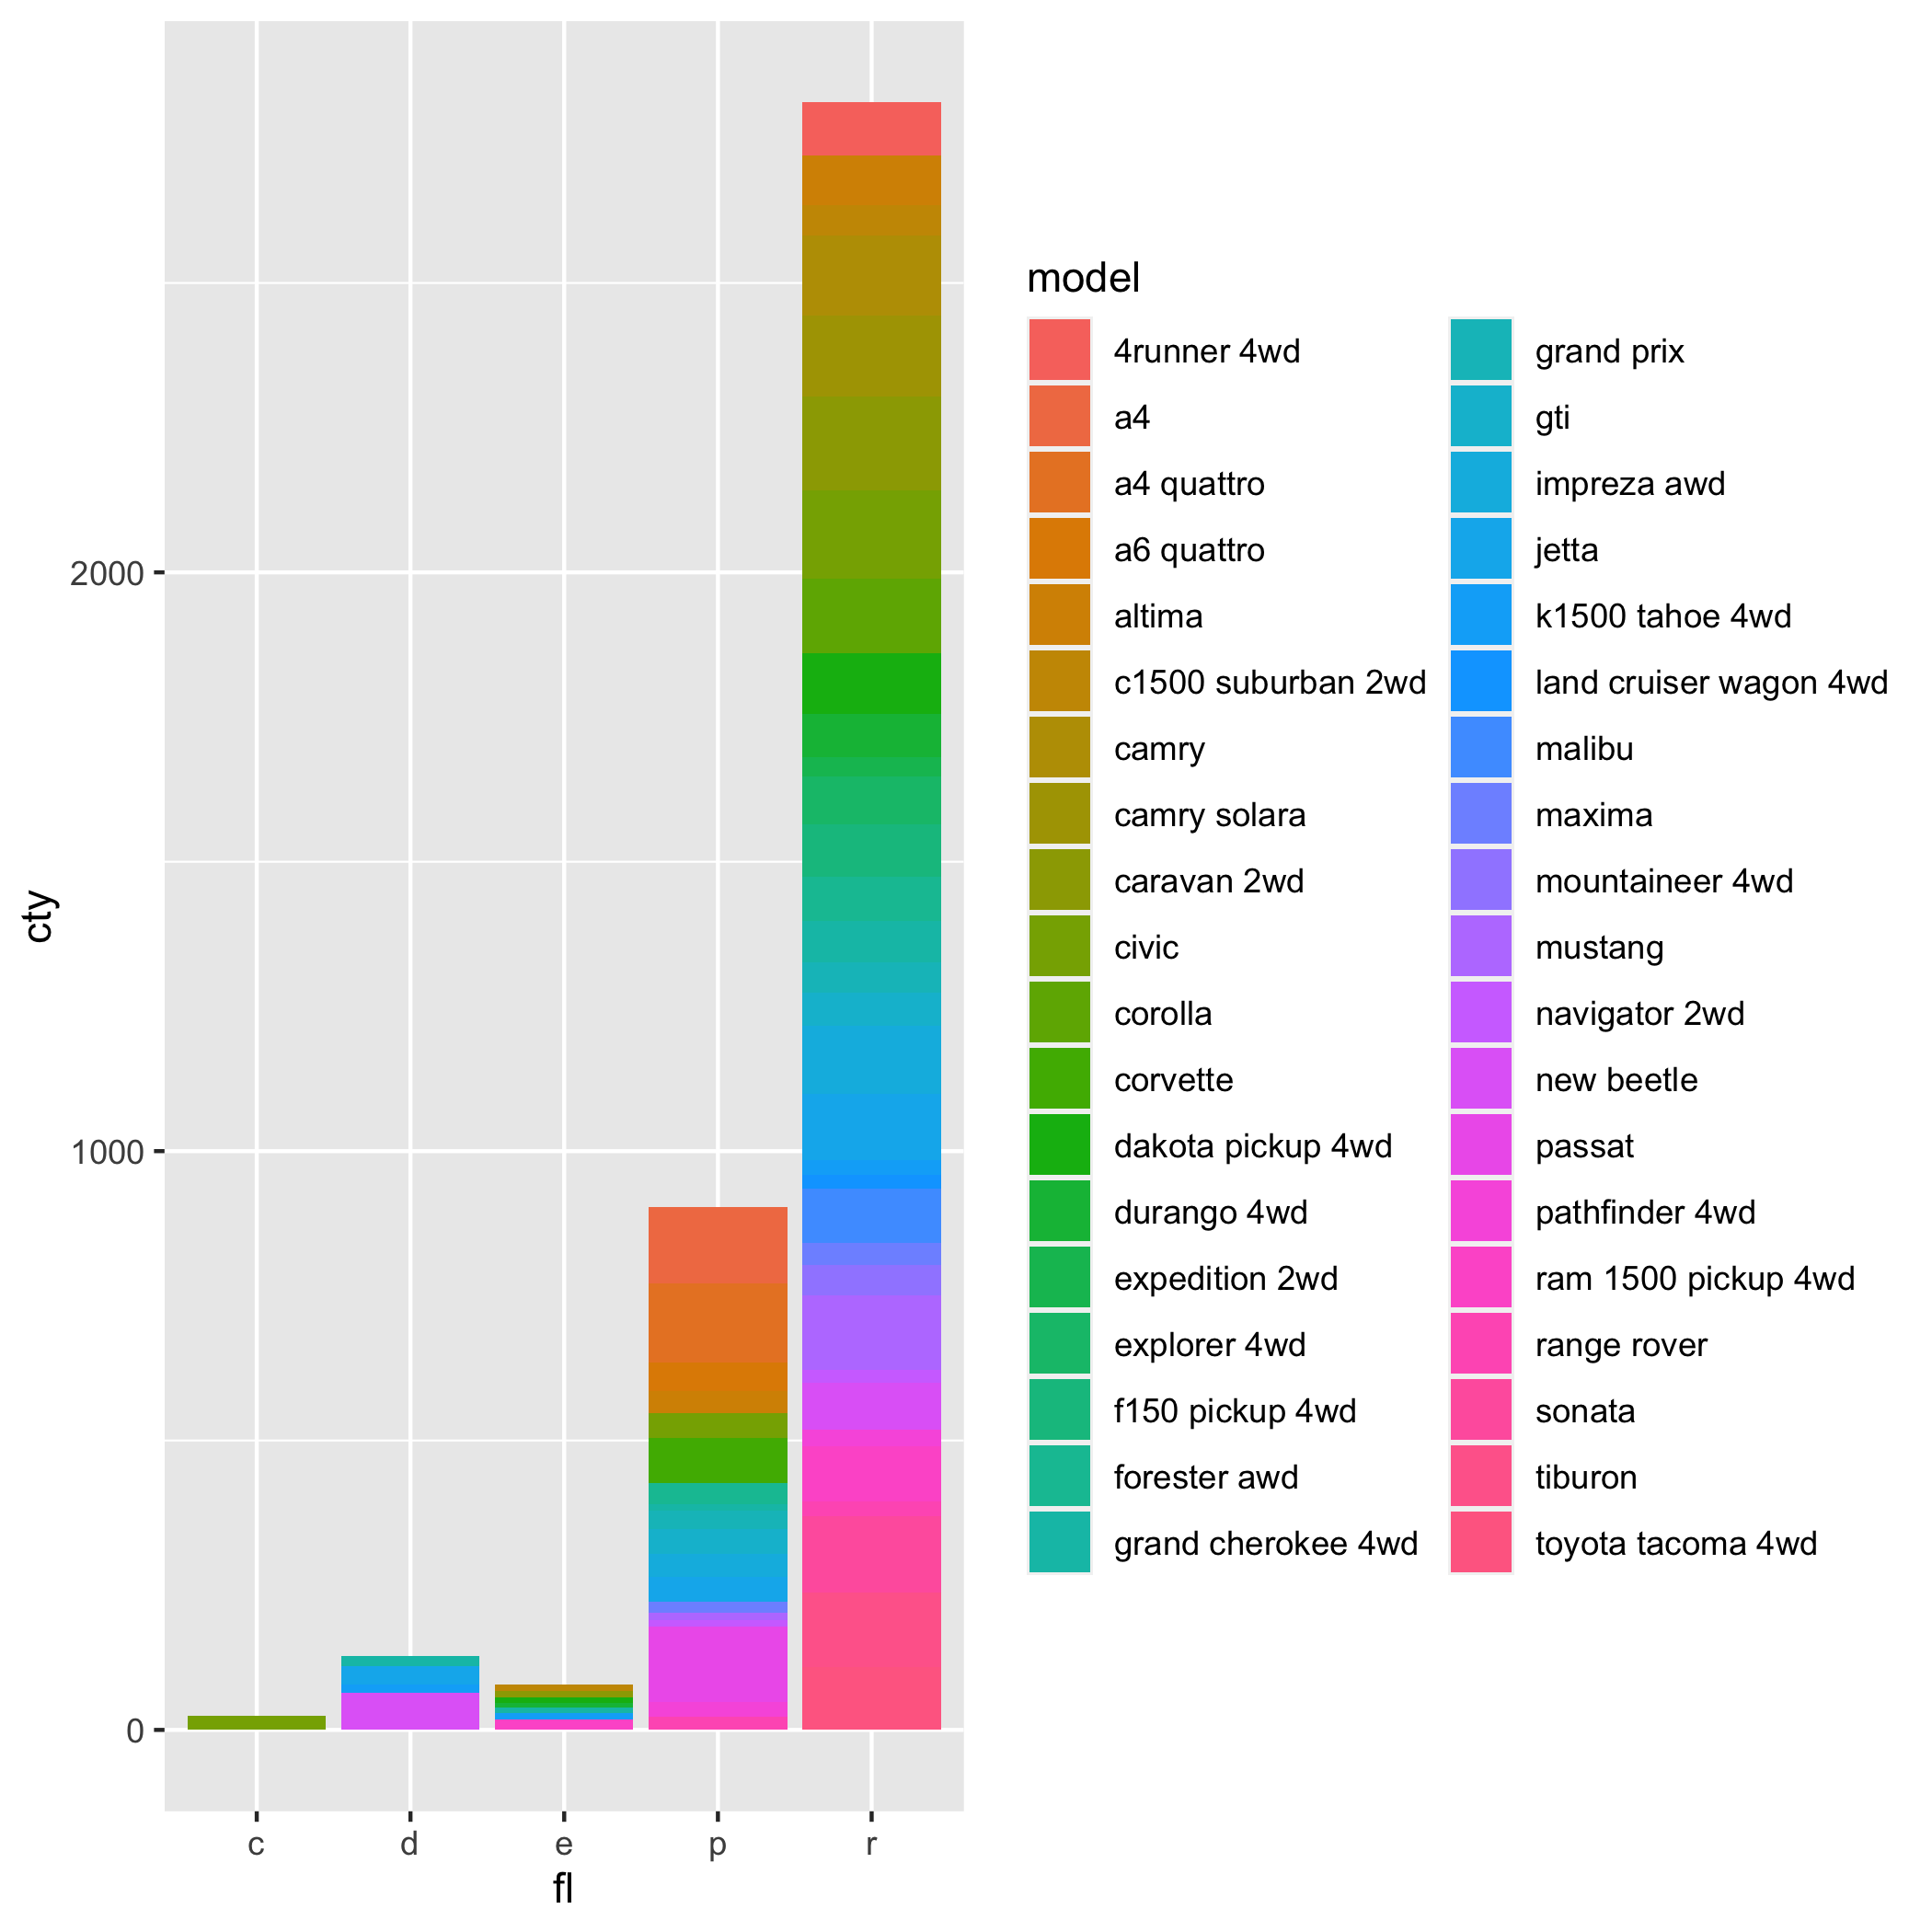 model
4runner 4wd
a4
a4 quattro
a6 quattro
altima
c1500 suburban 2wd
camry
camry solara
caravan 2wd
civic
corolla
corvette
dakota pickup 4wd
durango 4wd
expedition 2wd
explorer 4wd
f150 pickup 4wd
forester awd
grand cherokee 4wd
grand prix
gti
impreza awd
jetta
k1500 tahoe 4wd
land cruiser wagon 4wd
malibu
maxima
mountaineer 4wd
mustang
navigator 2wd
new beetle
passat
pathfinder 4wd
ram 1500 pickup 4wd
range rover
sonata
tiburon
toyota tacoma 4wd
cty
2000
1000
0
c d e p r
fl